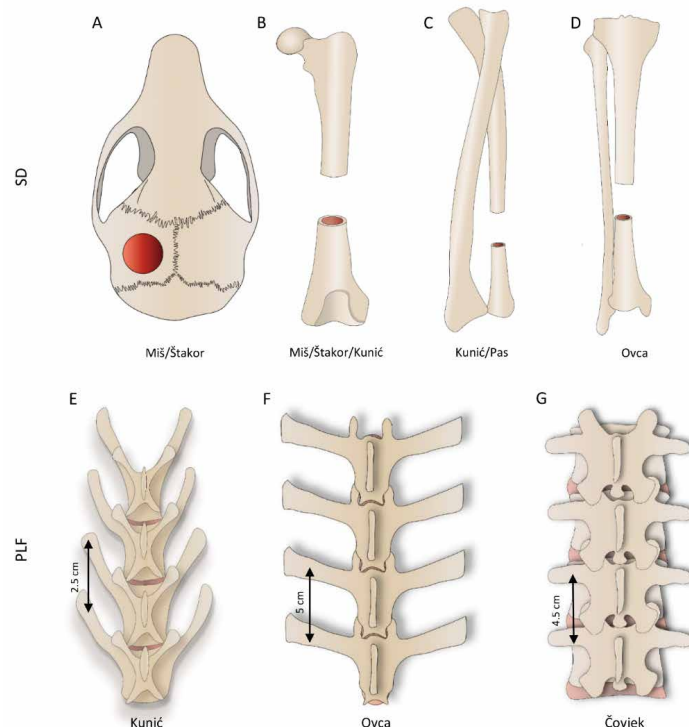 A
B
C
D
SD
Miš/Štakor
Miš/Štakor/Kunić
Kunić/Pas
Ovca
E
F
G
PLF
2.5 cm
5 cm
4.5 cm
Kunić
Ovca
Čovjek